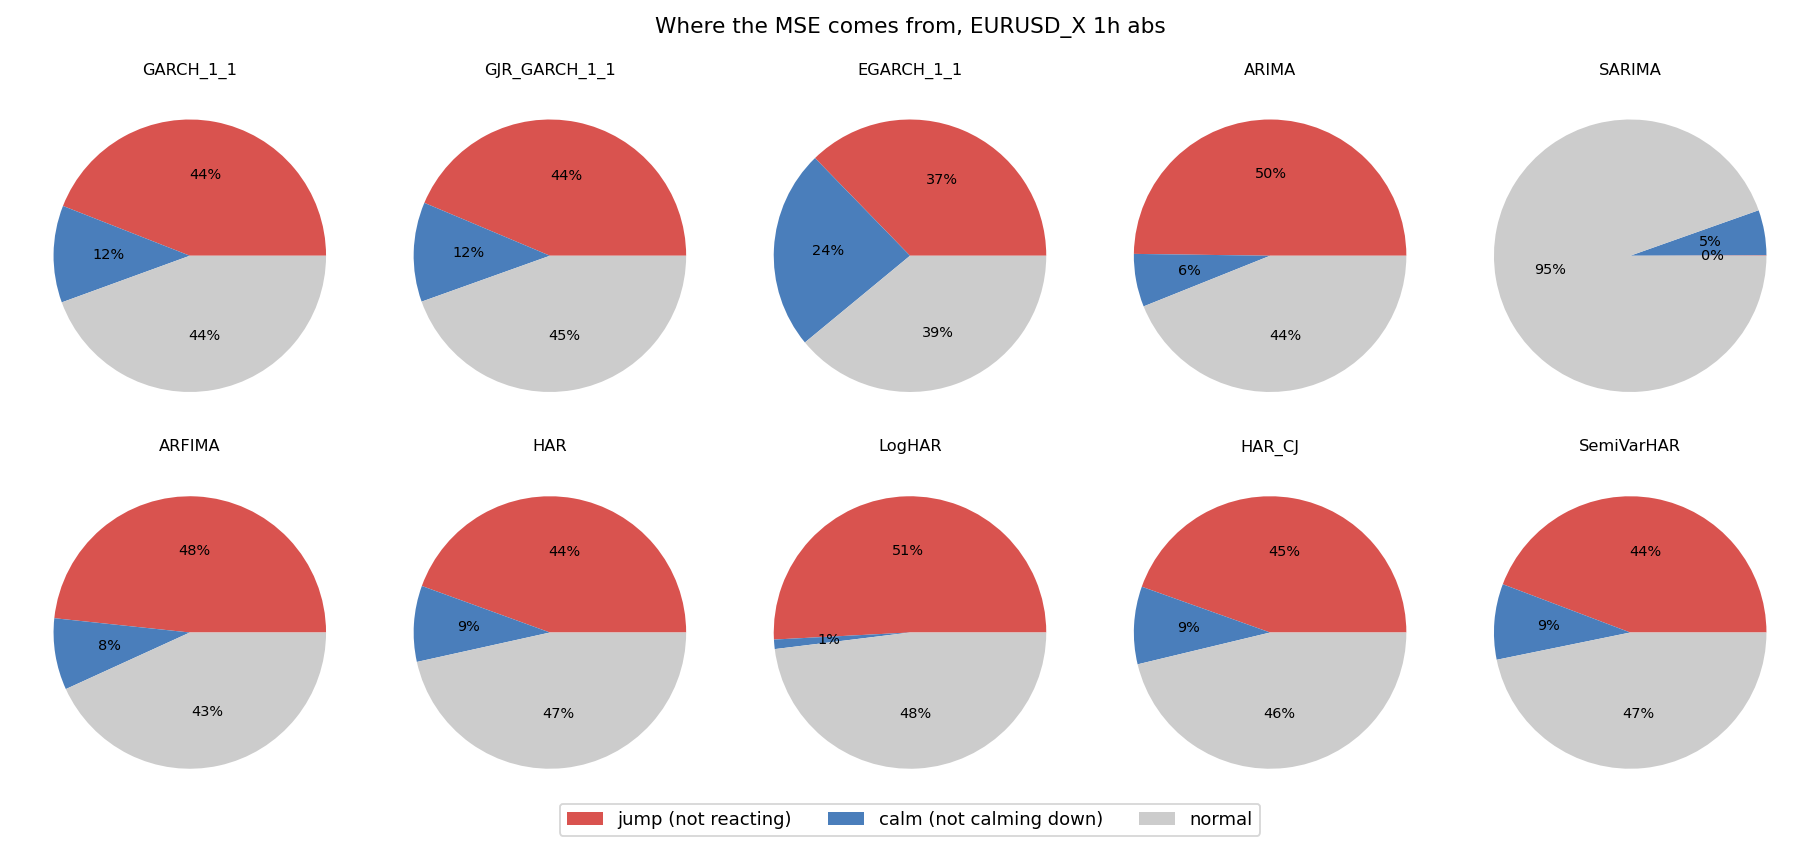 Where the MSE comes from, EURUSD_X 1h abs
GARCH_1_1
GJR_GARCH_1_1
EGARCH_1_1
ARIMA
SARIMA
44%
12%
44%
44%
12%
45%
37%
24%
39%
50%
6%
44%
5%
0%
95%
ARFIMA
HAR
LogHAR
HAR_CJ
SemiVarHAR
48%
8%
43%
44%
9%
47%
51%
1%
48%
45%
9%
46%
44%
9%
47%
jump (not reacting)
calm (not calming down)
normal